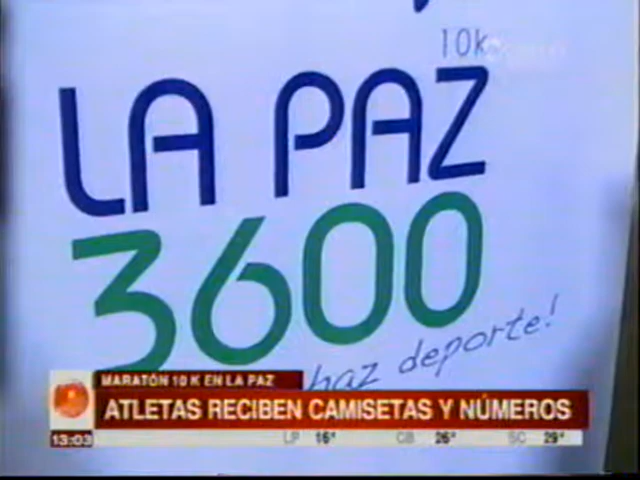 10k
LA PAZ
3600
haz deporte!
MARATÓN 10 K EN LA PAZ
ATLETAS RECIBEN CAMISETAS Y NÚMEROS
13:03 LP 16° CB 26° SC 29°